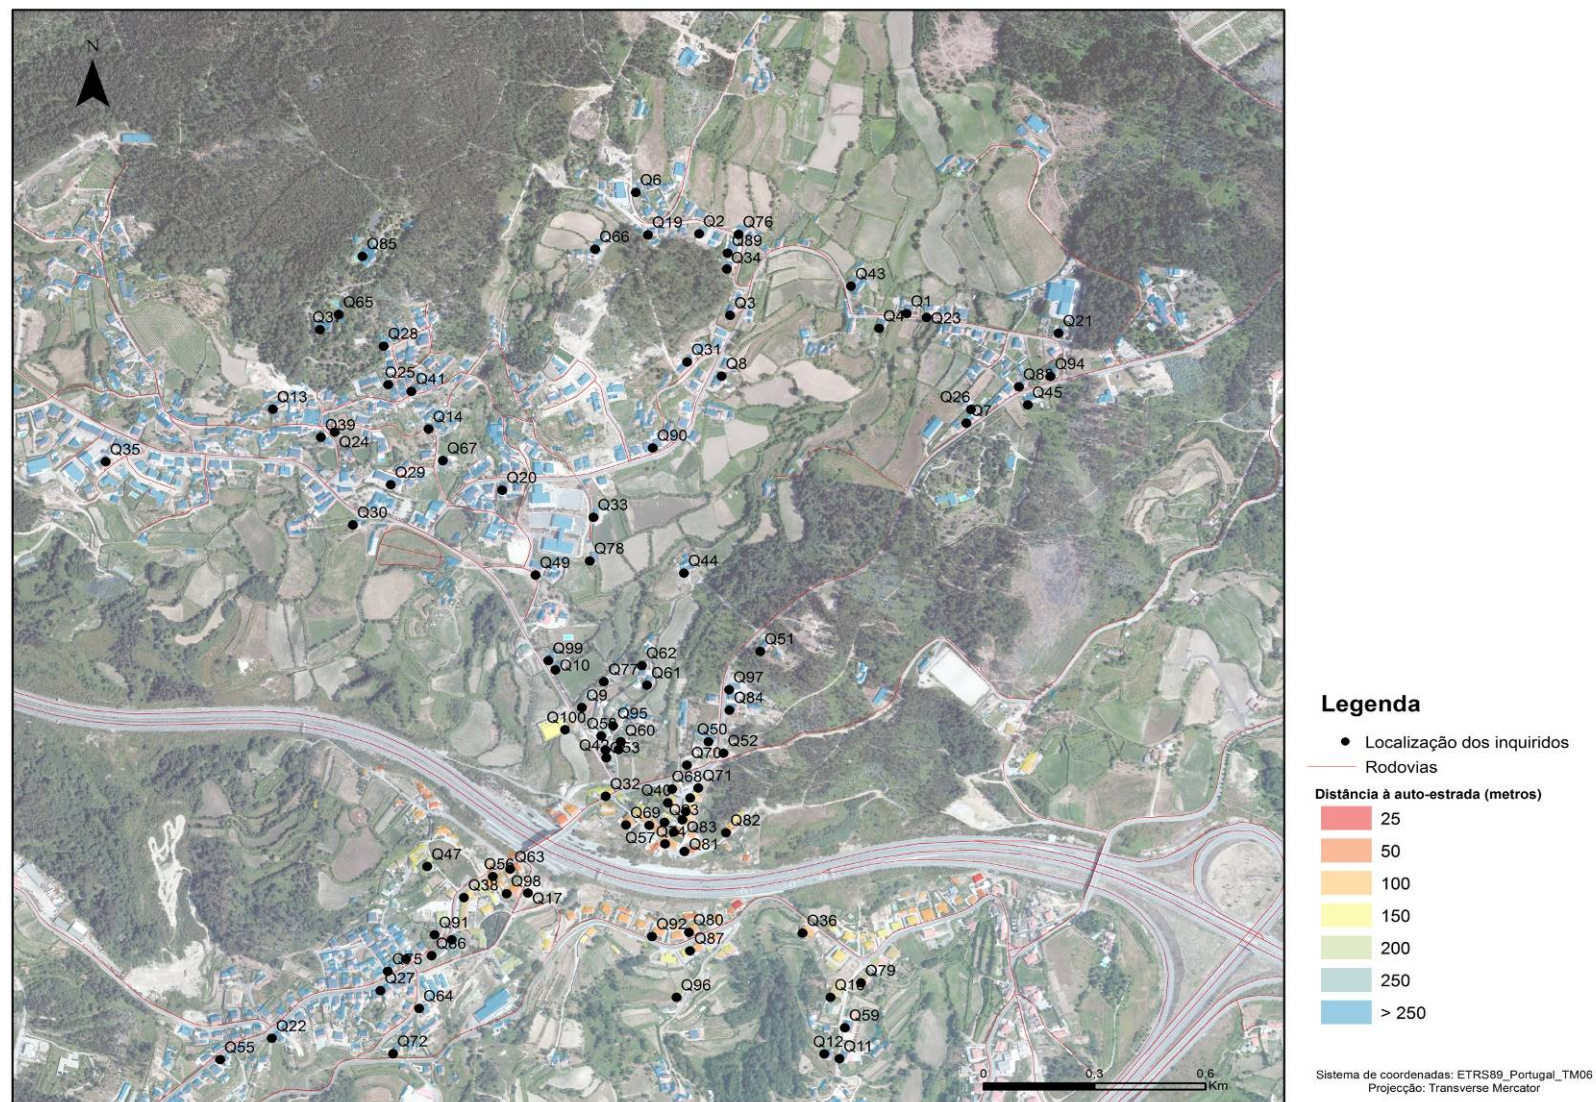 N
Q6
Q19
Q2
Q76
Q66
Q89
Q85
Q34
Q43
Q65
Q1
Q3
Q4
Q23
Q21
Q28
Q31
Q8
Q94
Q25
Q41
Q88
Q13
Q45
Q26
Q7
Q14
Q39
Q24
Q90
Q35
Q67
Q29
Q20
Q33
Q30
Q78
Q49
Q44
Q51
Q99
Q10
Q77
Q62
Q61
Q97
Q9
Q84
Q100
Q95
Q60
Q50
Q53
Q52
Q70
Q32
Q68
Q71
Q40
Q69
Q57
Q83
Q82
Q81
Q47
Q56
Q63
Q38
Q98
Q17
Q91
Q92
Q80
Q36
Q86
Q87
Q75
Q27
Q79
Q64
Q96
Q59
Q22
Q12
Q11
Q55
Q72
0 0,3 0,6
Km
Legenda
Localização dos inquiridos
Rodovias
Distância à auto-estrada (metros)
25
50
100
150
200
250
> 250
Sistema de coordenadas: ETRS89_Portugal_TM06
Projecção: Transverse Mercator